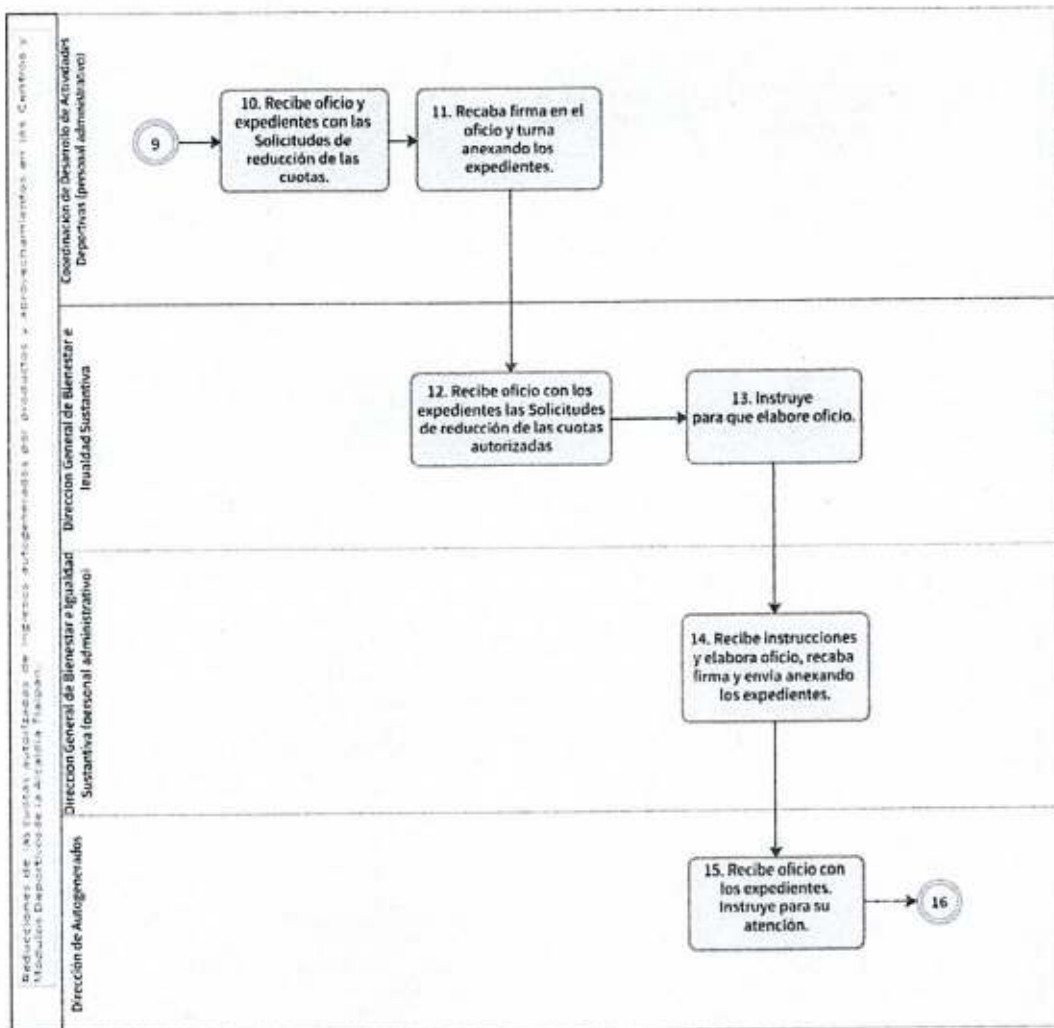 Reducciones de las cuotas autorizadas de ingresos autogenerados por productos y aprovechamientos en los Centros y
Módulos Deportivos de la Alcaldía Tlalpan.
Coordinación de Desarrollo de Actividades
Deportivas (personal administrativo)
9
10. Recibe oficio y
expedientes con las
Solicitudes de
reducción de las
cuotas.
11. Recaba firma en el
oficio y turna
anexando los
expedientes.
Direccion General de Bienestar e
Igualdad Sustantiva
12. Recibe oficio con los
expedientes las Solicitudes
de reducción de las cuotas
autorizadas
13. Instruye
para que elabore oficio.
Direccion General de Bienestar e Igualdad
Sustantiva (personal administrativo)
14. Recibe instrucciones
y elabora oficio, recaba
firma y envia anexando
los expedientes.
Dirección de Autogenerados
15. Recibe oficio con
los expedientes.
Instruye para su
atención.
16